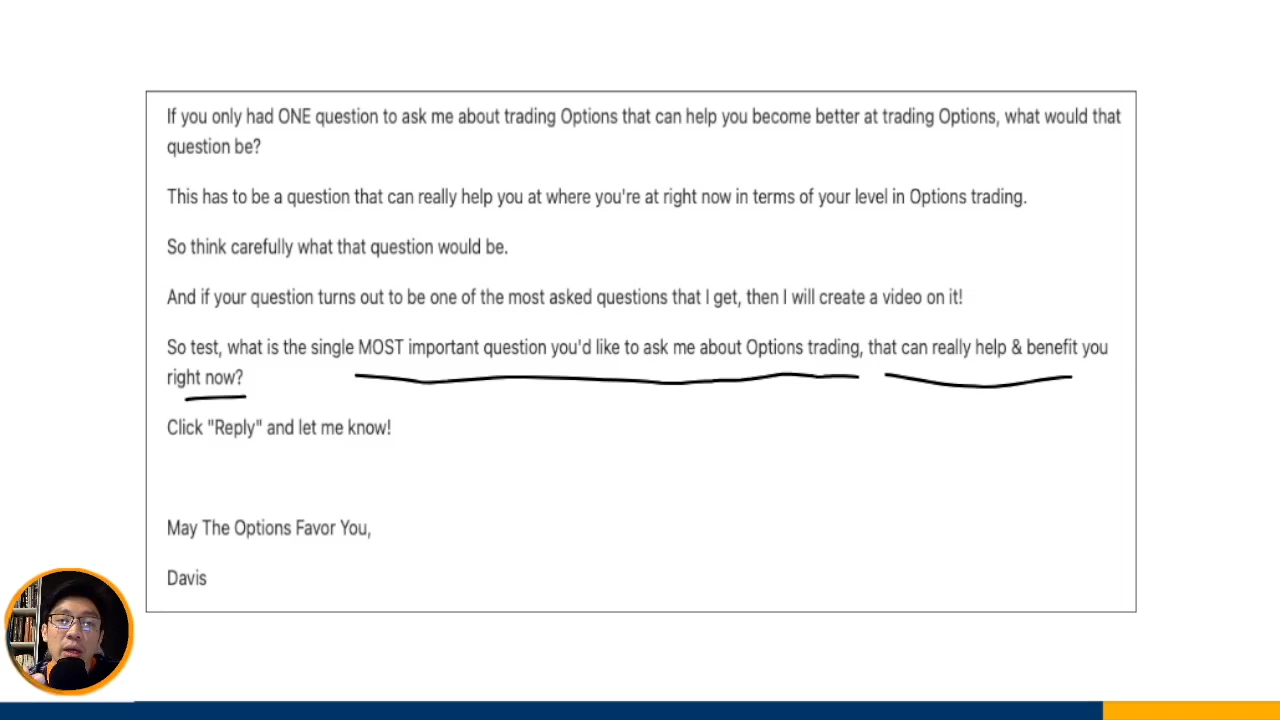 If you only had ONE question to ask me about trading Options that can help you become better at trading Options, what would that
question be?
This has to be a question that can really help you at where you're at right now in terms of your level in Options trading.
So think carefully what that question would be.
And if your question turns out to be one of the most asked questions that I get, then I will create a video on it!
So test, what is the single MOST important question you'd like to ask me about Options trading, that can really help & benefit you
right now?
Click "Reply" and let me know!
May The Options Favor You,
Davis